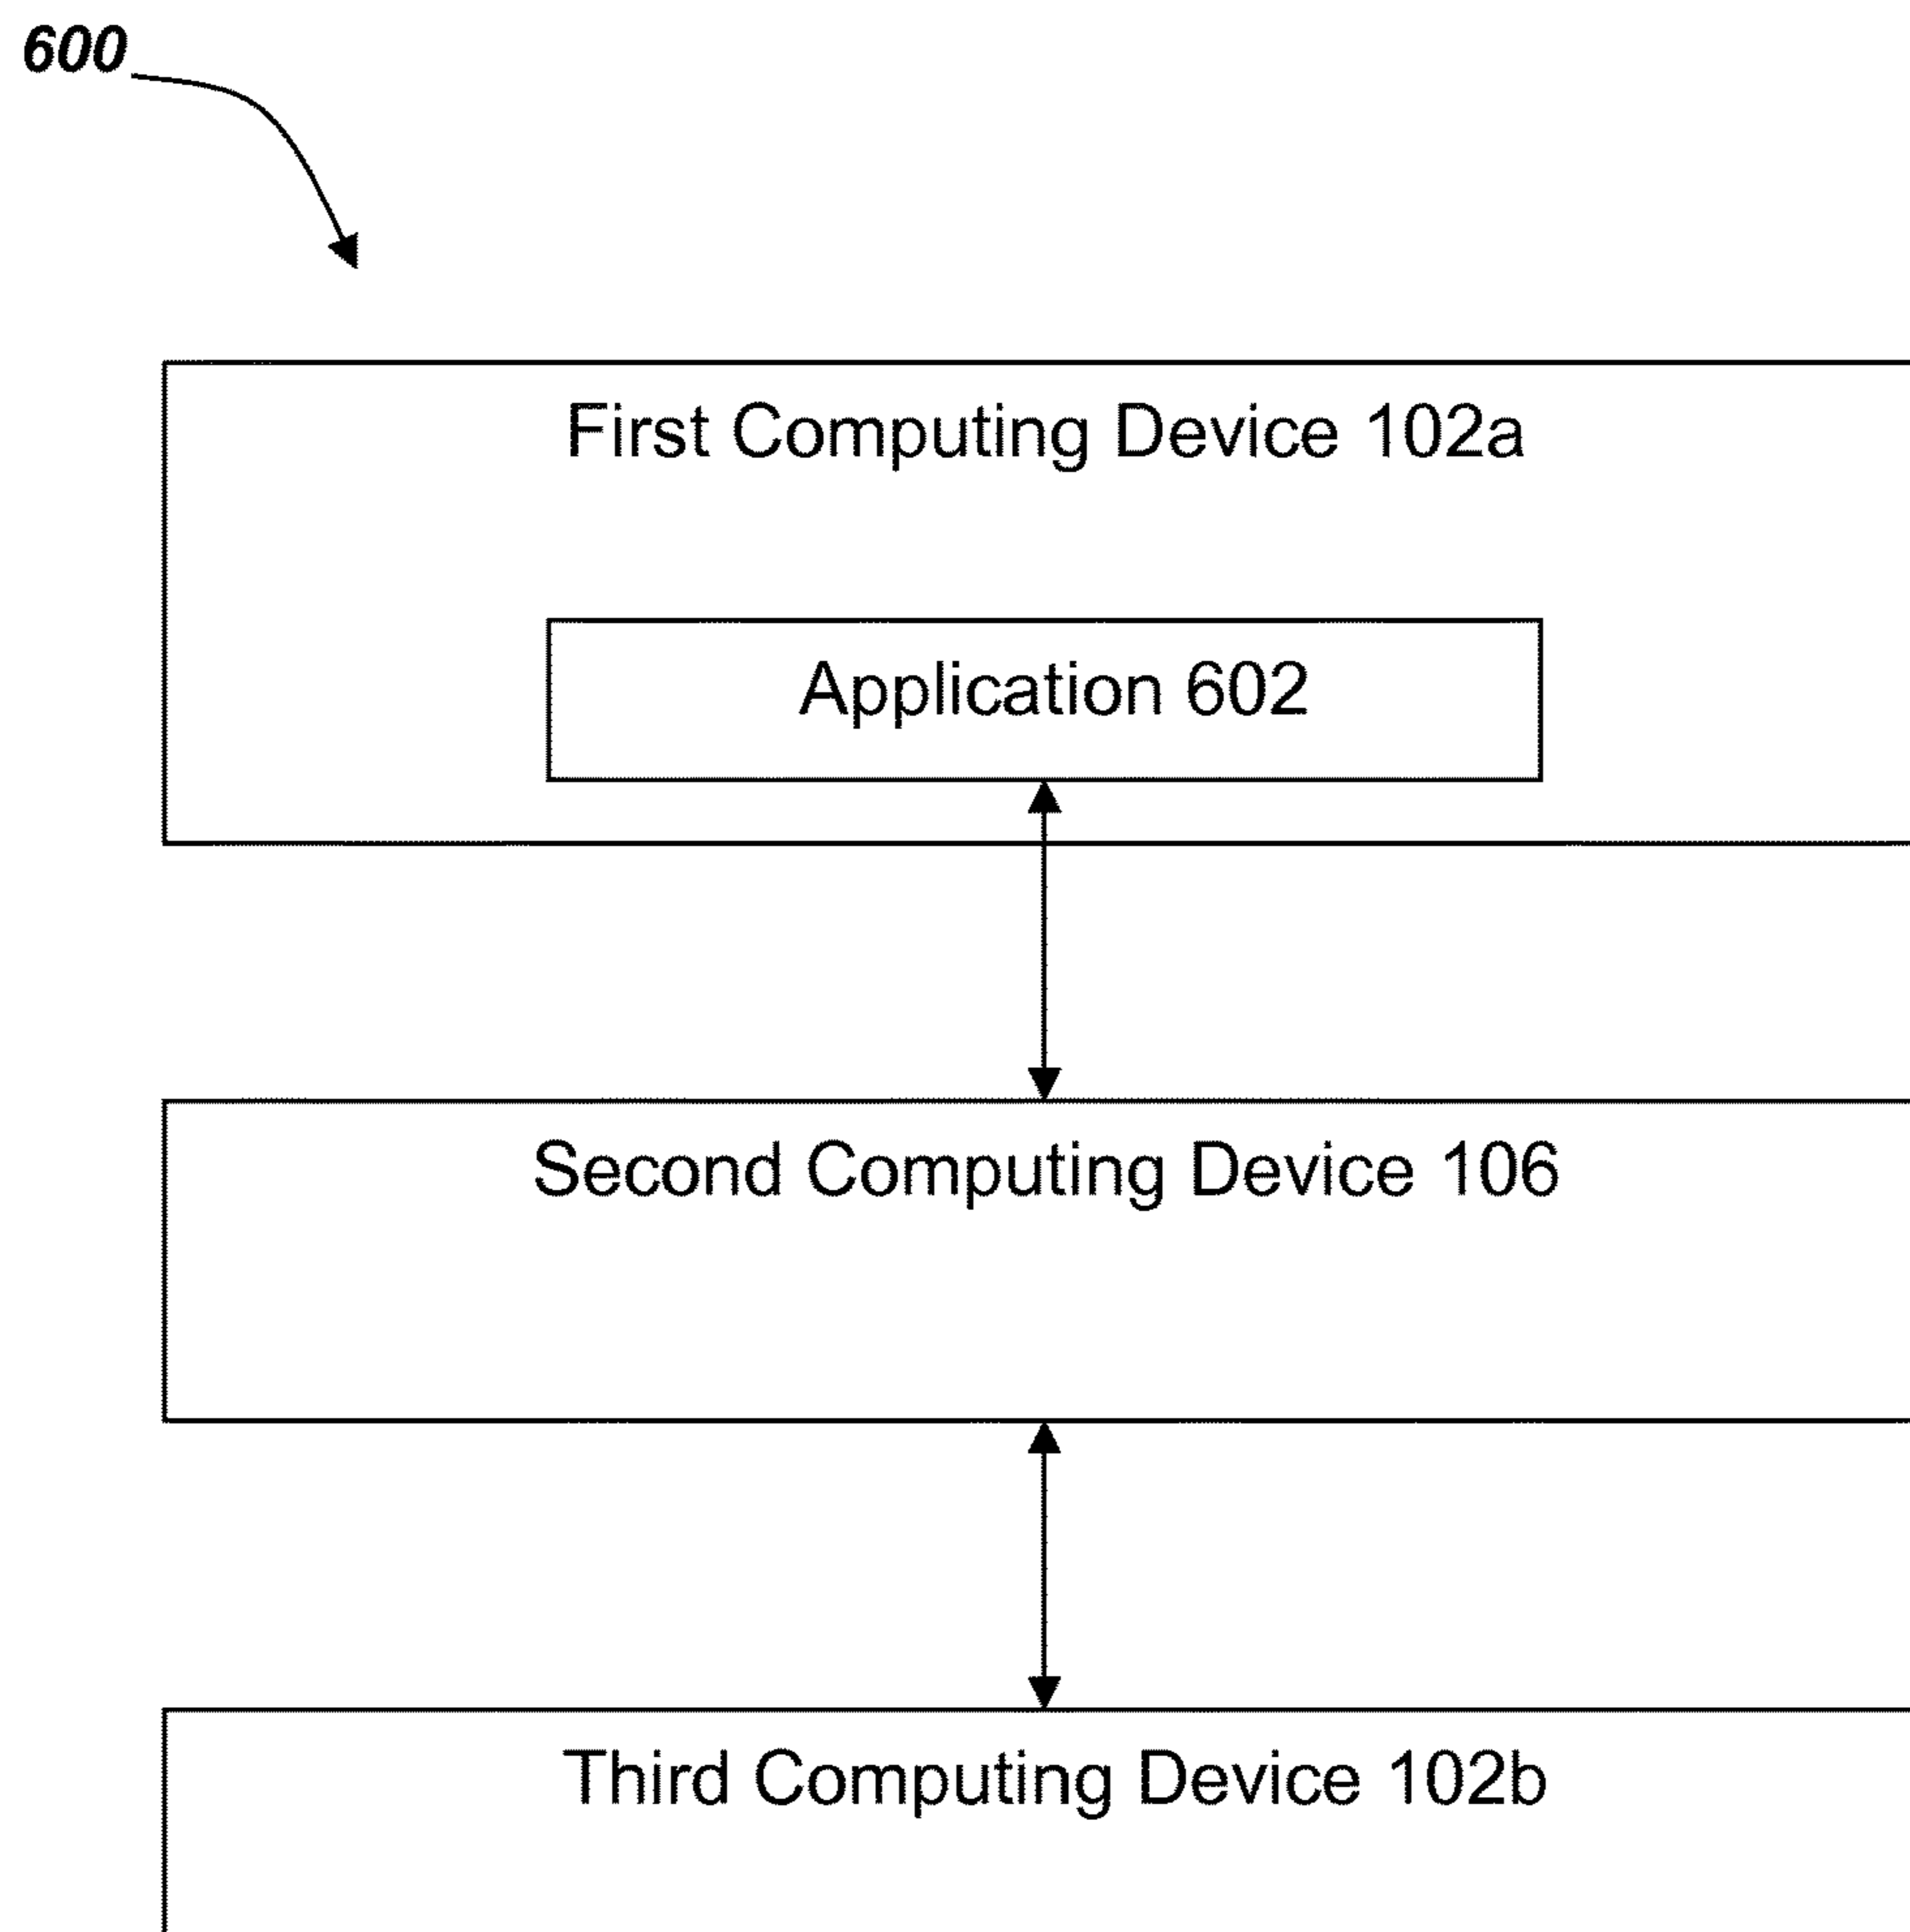 600
First Computing Device 102a
Application 602
Second Computing Device 106
Third Computing Device 102b